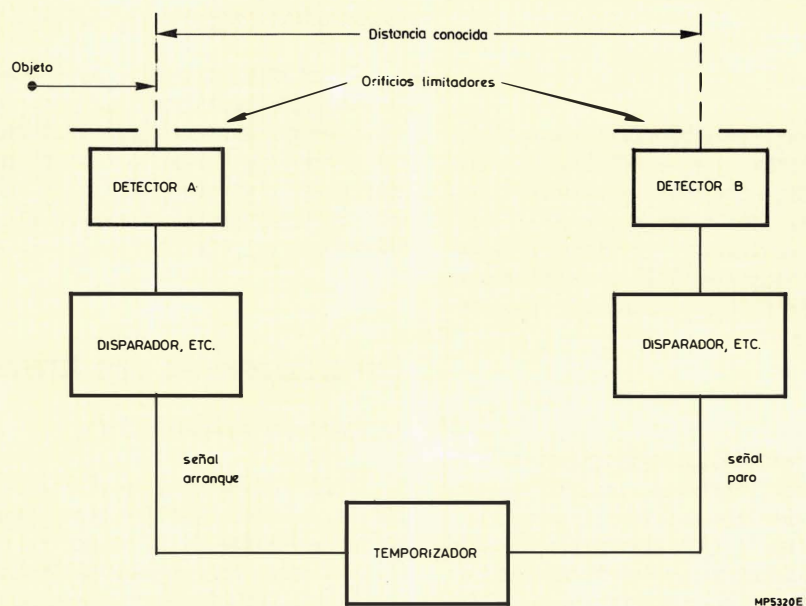 Distancia conocida
Objeto
Orificios limitadores
DETECTOR A
DETECTOR B
DISPARADOR, ETC.
DISPARADOR, ETC.
señal
arranque
señal
paro
TEMPORIZADOR
MP5320E